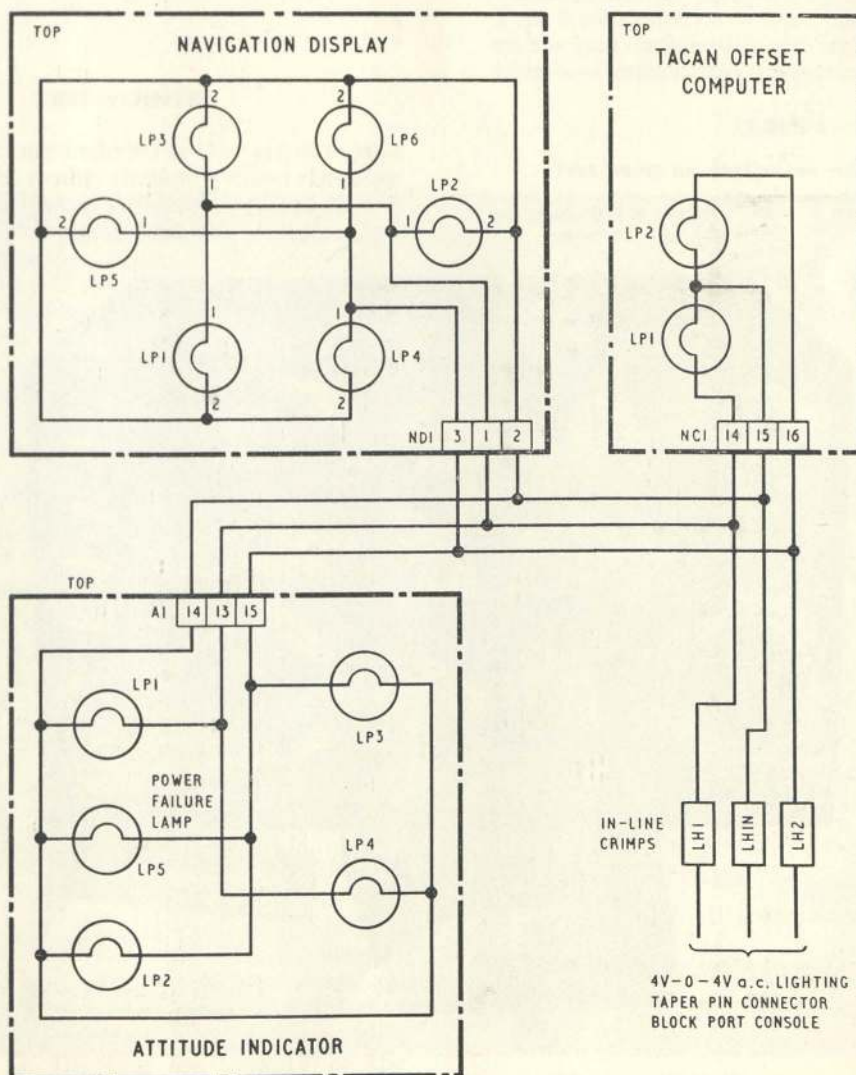 TOP
NAVIGATION DISPLAY
2
2
LP3
LP6
1
1
LP2
2
1
1
2
LP5
1
1
LP1
LP4
2
2
ND1
3
1
2
TOP
TACAN OFFSET
COMPUTER
LP2
LP1
NC1
14
15
16
TOP
A1
14
13
15
LP1
LP3
POWER
FAILURE
LAMP
LP5
LP4
LP2
ATTITUDE INDICATOR
IN-LINE
CRIMPS
LH1
LHIN
LH2
4V-0-4V a.c. LIGHTING
TAPER PIN CONNECTOR
BLOCK PORT CONSOLE